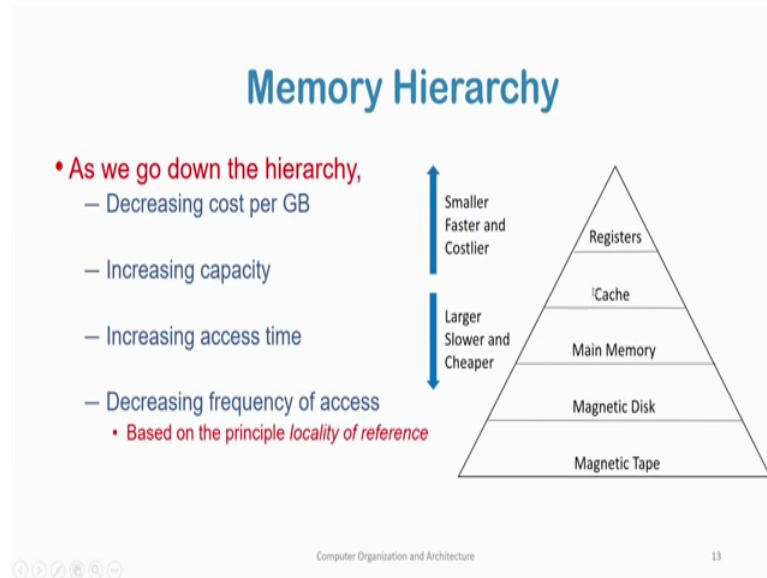 Memory Hierarchy
• As we go down the hierarchy,
– Decreasing cost per GB
– Increasing capacity
– Increasing access time
– Decreasing frequency of access
• Based on the principle locality of reference
Smaller
Faster and
Costlier
Larger
Slower and
Cheaper
Registers
Cache
Main Memory
Magnetic Disk
Magnetic Tape
Computer Organization and Architecture
13